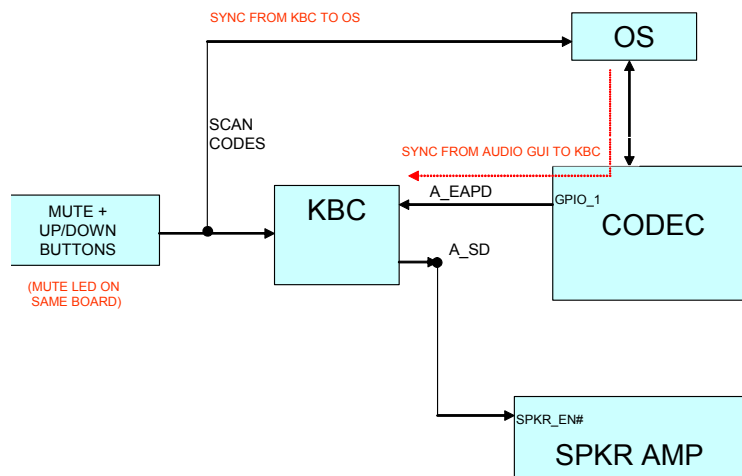 SYNC FROM KBC TO OS
OS
SCAN
CODES
SYNC FROM AUDIO GUI TO KBC
MUTE +
UP/DOWN
BUTTONS
KBC
A_EAPD
GPIO_1
CODEC
A_SD
(MUTE LED ON
SAME BOARD)
SPKR_EN#
SPKR AMP